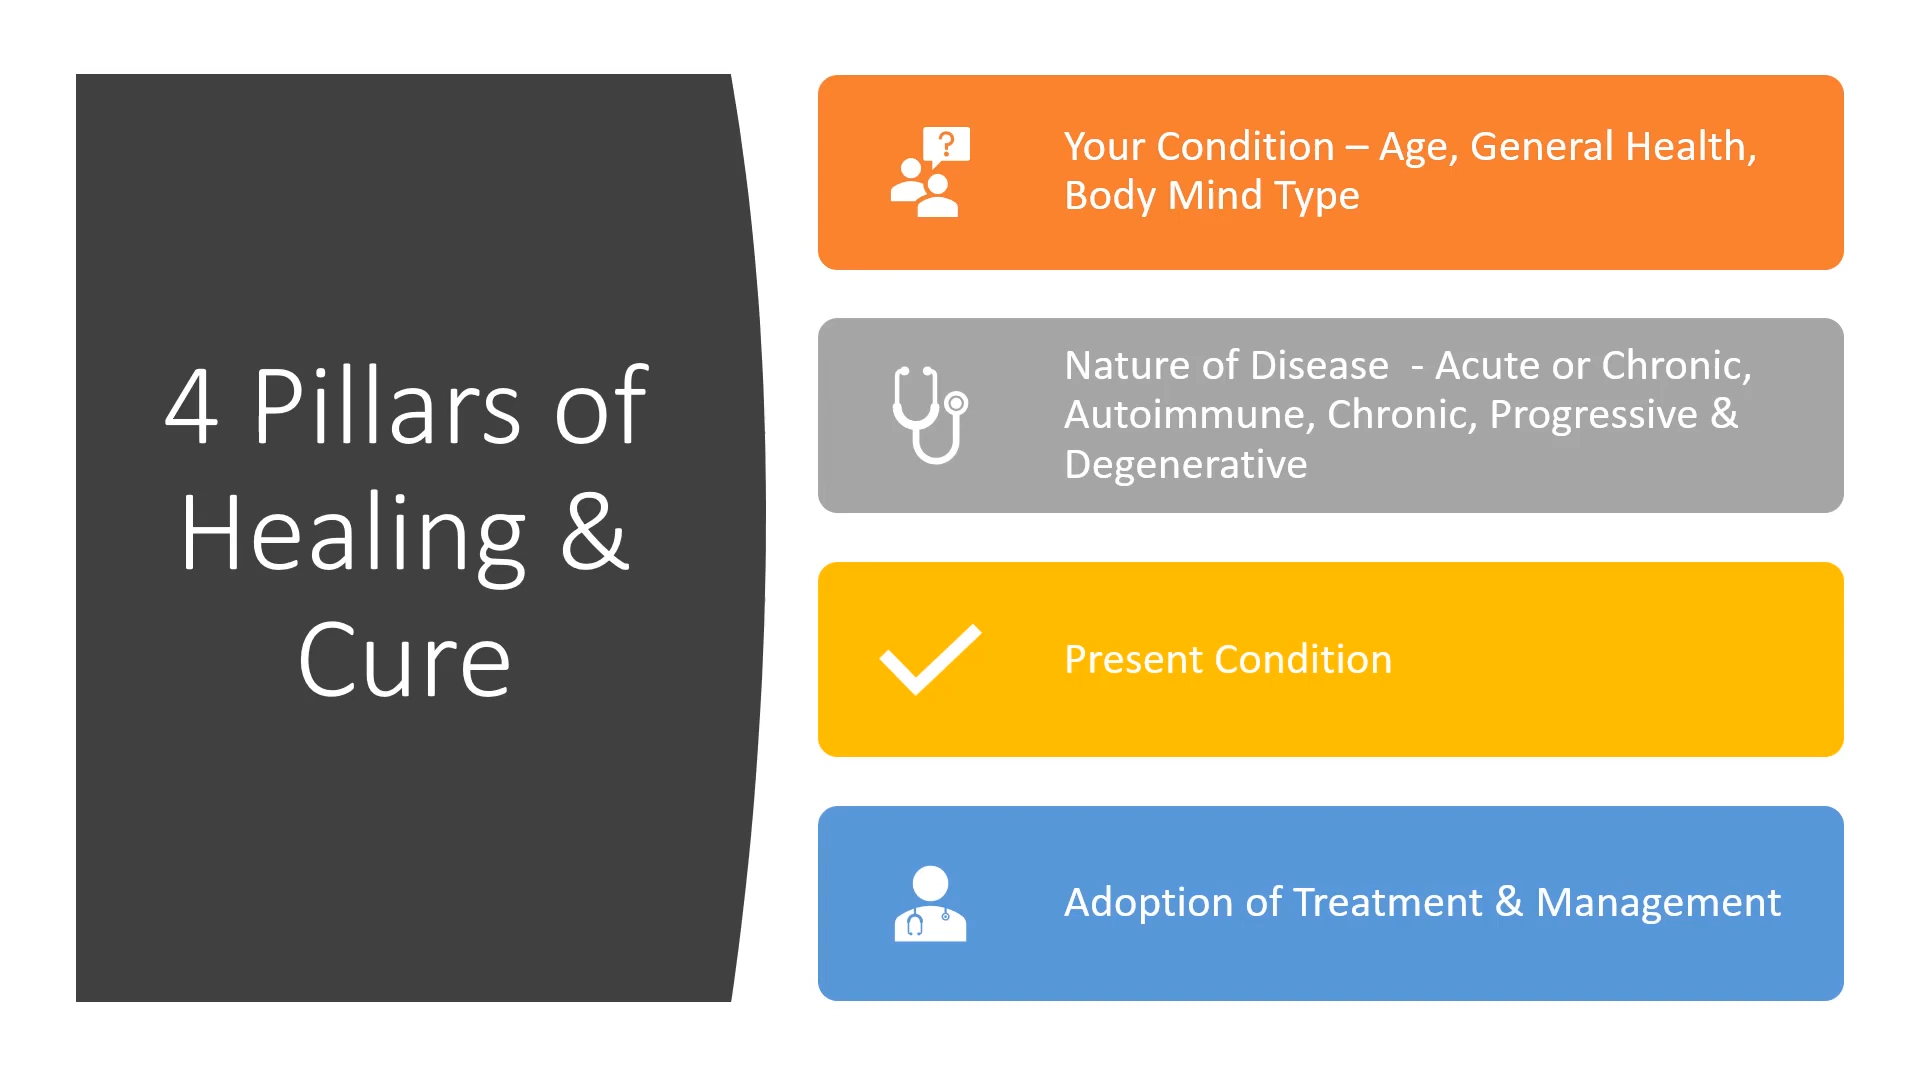 4 Pillars of
Healing &
Cure
?
Your Condition – Age, General Health,
Body Mind Type
Nature of Disease  - Acute or Chronic,
Autoimmune, Chronic, Progressive &
Degenerative
Present Condition
Adoption of Treatment & Management